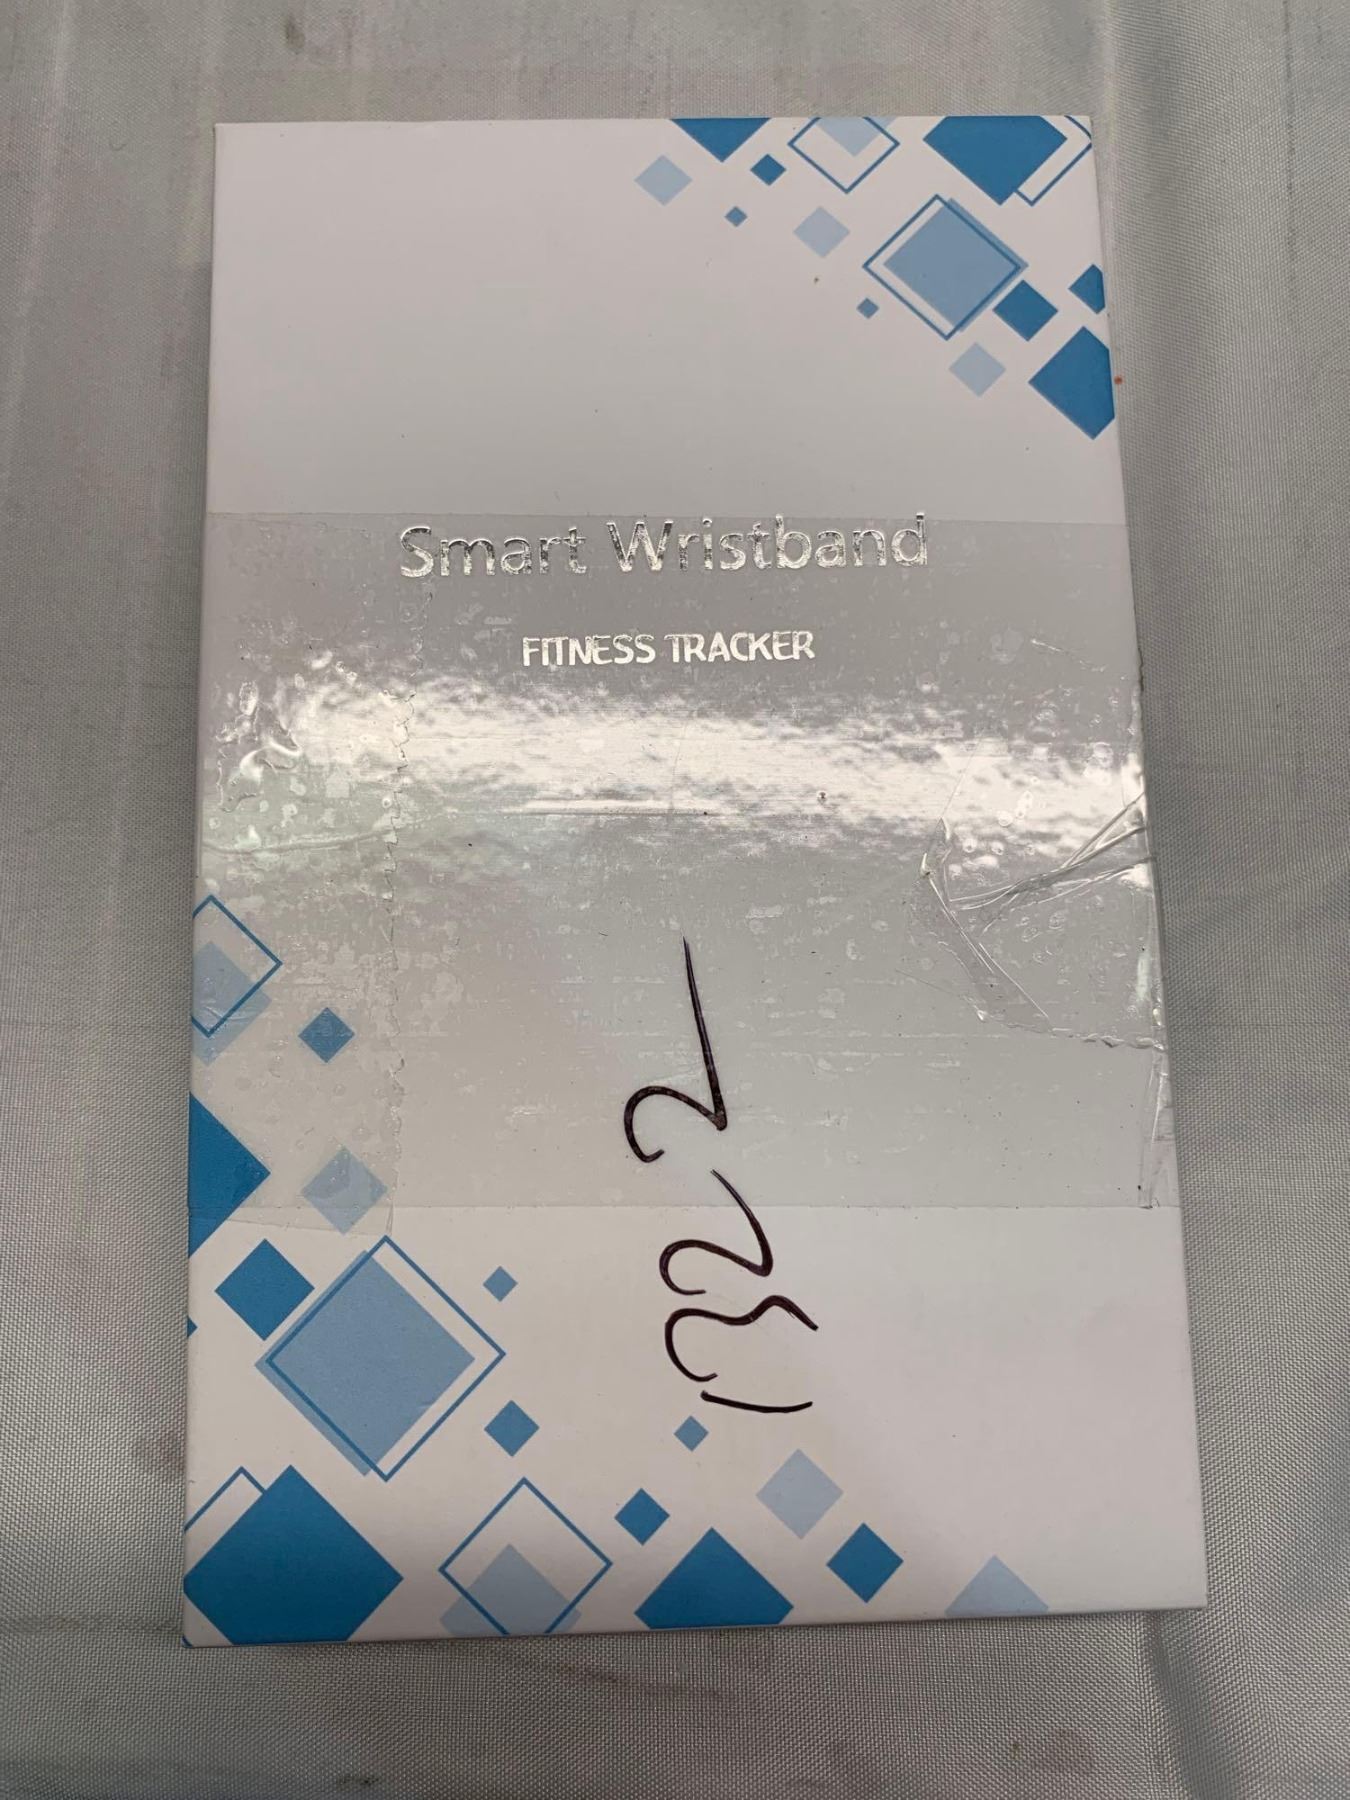 Smart Wristband
FITNESS TRACKER
1322